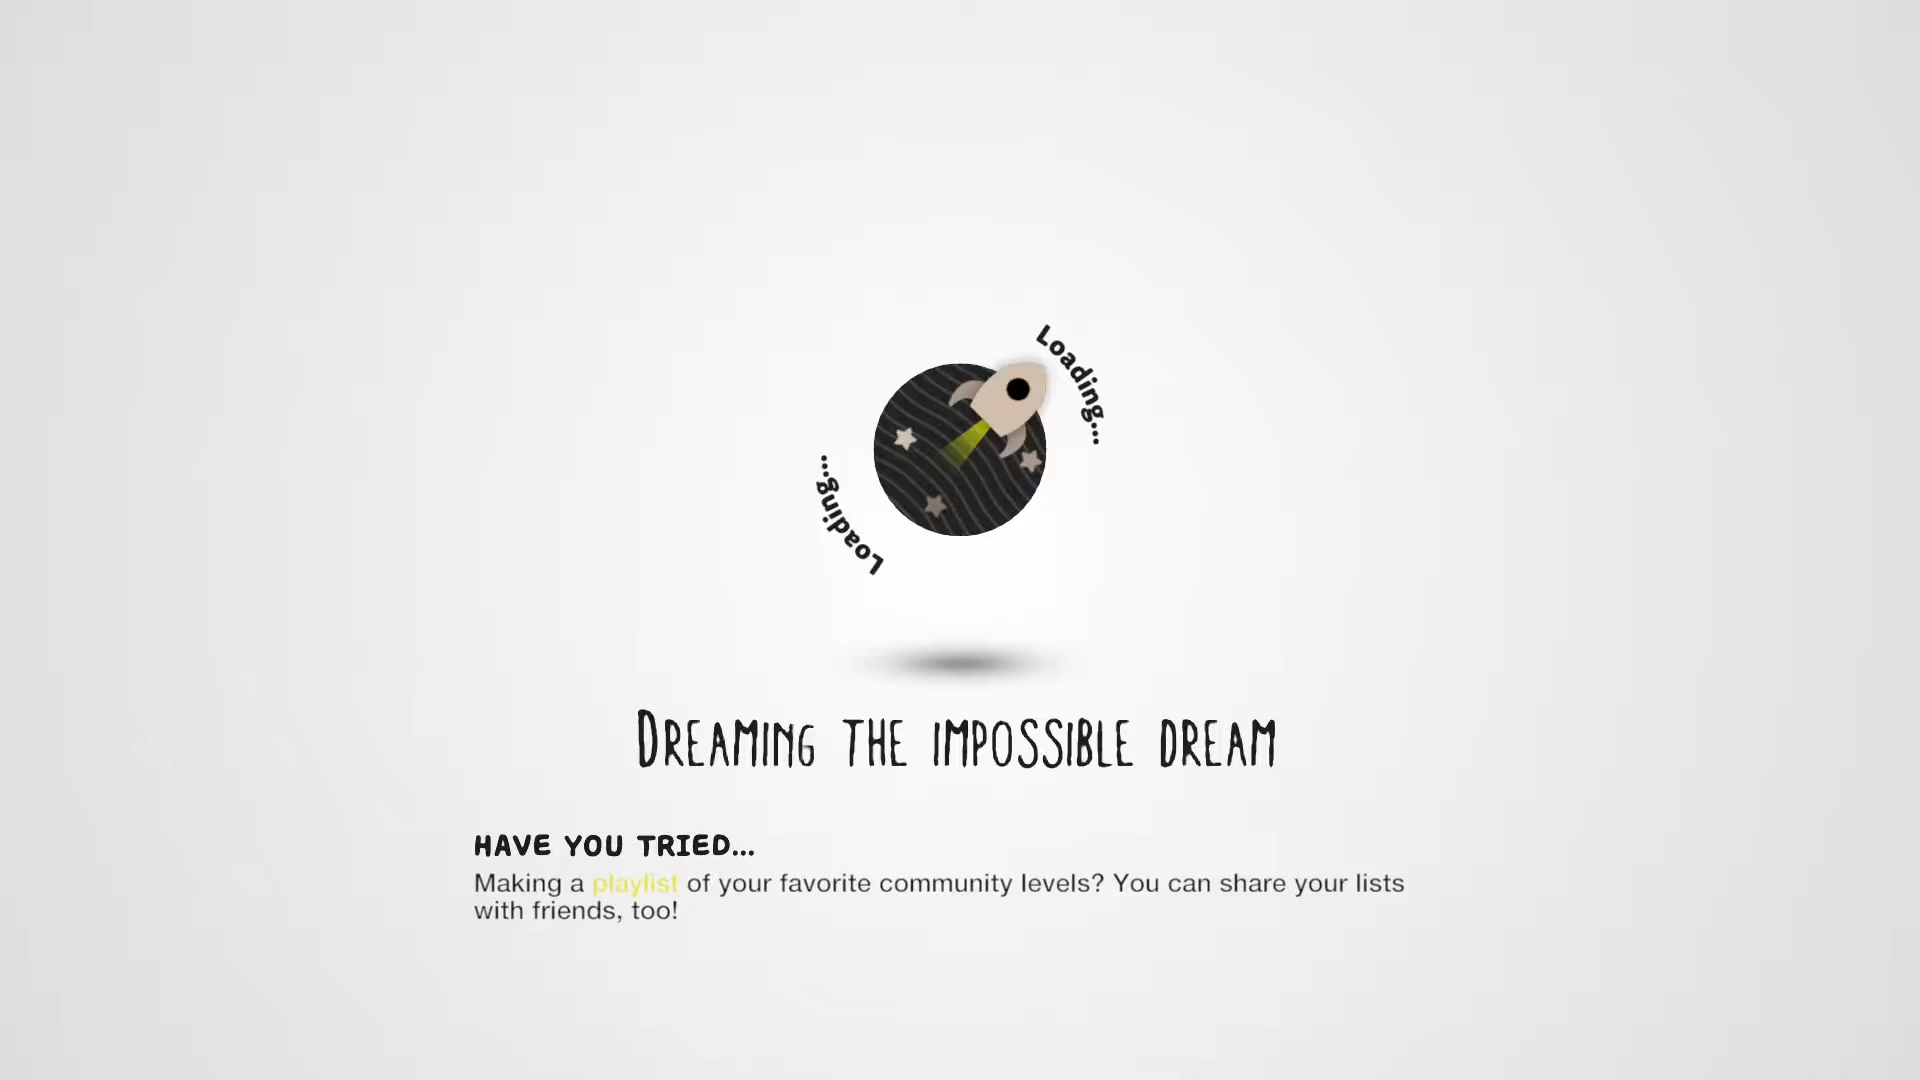 Loading...
Loading...
Dreaming the impossible dream
HAVE YOU TRIED...
Making a playlist of your favorite community levels? You can share your lists
with friends, too!